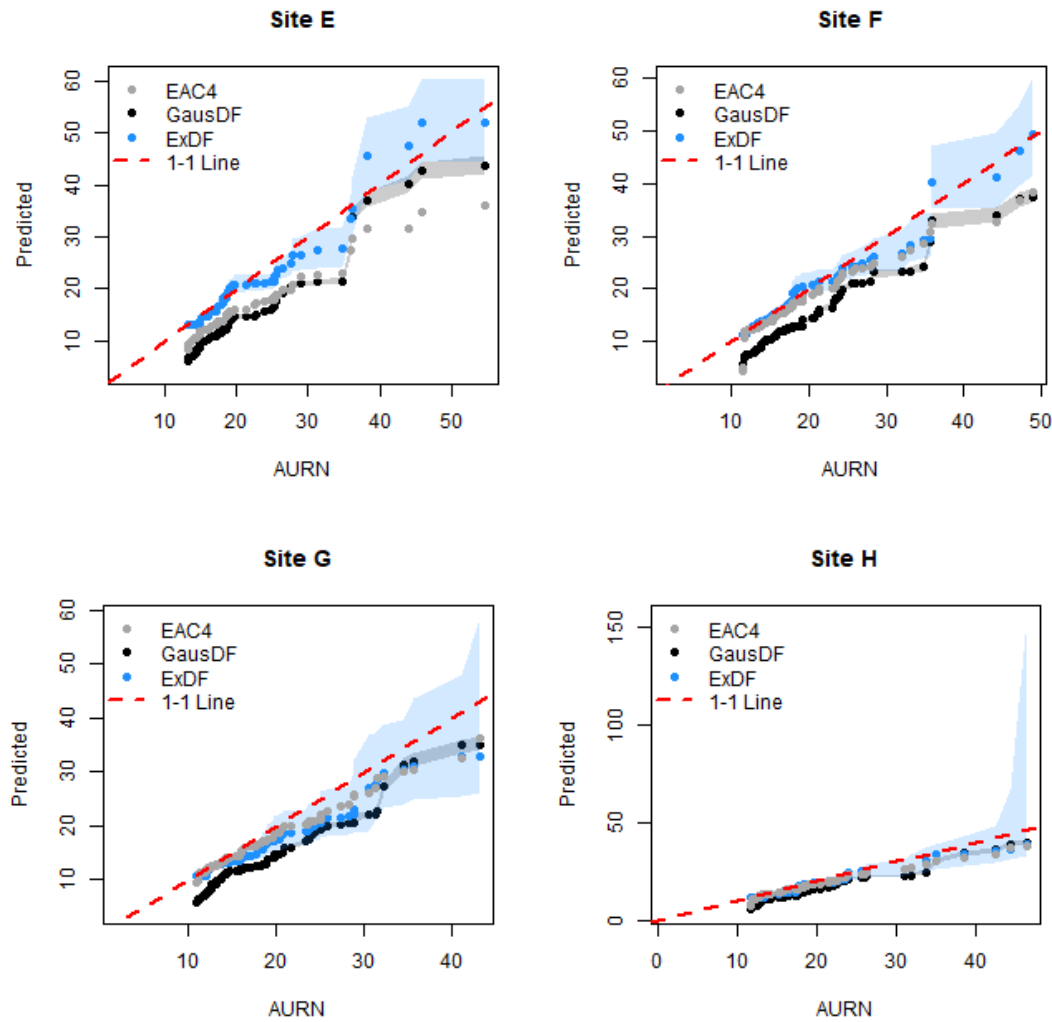 Site E
EAC4
GausDF
ExDF
1-1 Line
Predicted
60
50
40
30
20
10
10 20 30 40 50
AURN
Site F
EAC4
GausDF
ExDF
1-1 Line
Predicted
60
50
40
30
20
10
10 20 30 40 50
AURN
Site G
EAC4
GausDF
ExDF
1-1 Line
Predicted
60
50
40
30
20
10
10 20 30 40
AURN
Site H
EAC4
GausDF
ExDF
1-1 Line
Predicted
150
100
50
0
0 10 20 30 40
AURN